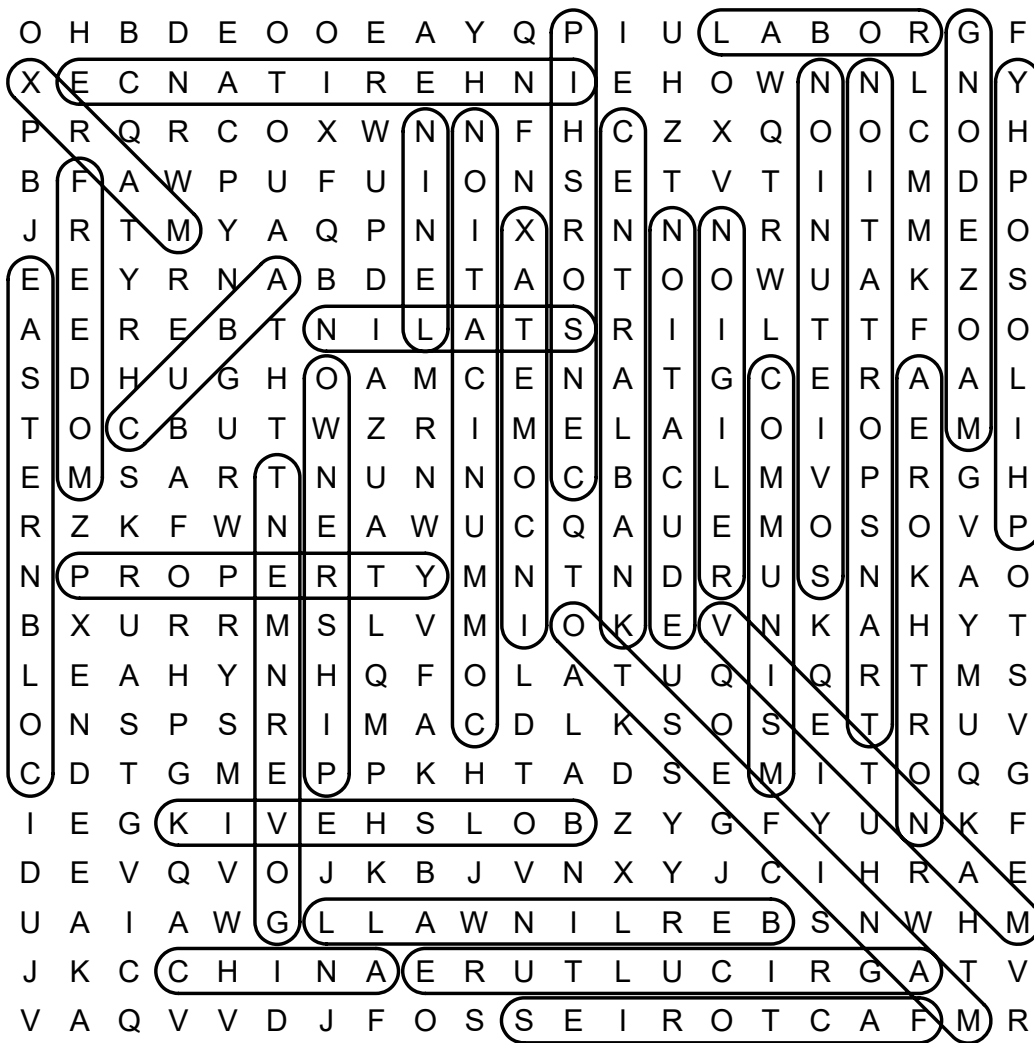 O H B D E O O E A Y Q P I U L A B O R G F
X E C N A T I R E H N I E H O W N N L N Y
P R Q R C O X W N N F H C Z X Q O O C O H
B F A W P U F U I O N S E T V T I I M D P
J R T M Y A Q P N I X R N N N R N T M E O
E E Y R N A B D E T A O T O O W U A K Z S
A E R E B T N I L A T S R I I L T T F O O
S D H U G H O A M C E N A T G C E R A A L
T O C B U T W Z R I M E L A I O I O E M I
E M S A R T N U N N O C B C L M V P R G H
R Z K F W N E A W U C Q A U E M O S O V P
N P R O P E R T Y M N T N D R U S N K A O
B X U R R M S L V M I O K E V N K A H Y T
L E A H Y N H Q F O L A T U Q I Q R T M S
O N S P S R I M A C D L K S O S E T R U V
C D T G M E P P K H T A D S E M I T O Q G
I E G K I V E H S L O B Z Y G F Y U N K F
D E V Q V O J K B J V N X Y J C I H R A E
U A I A W G L L A W N I L R E B S N W H M
J K C C H I N A E R U T L U C I R G A T V
V A Q V V D J F O S S E I R O T C A F M R